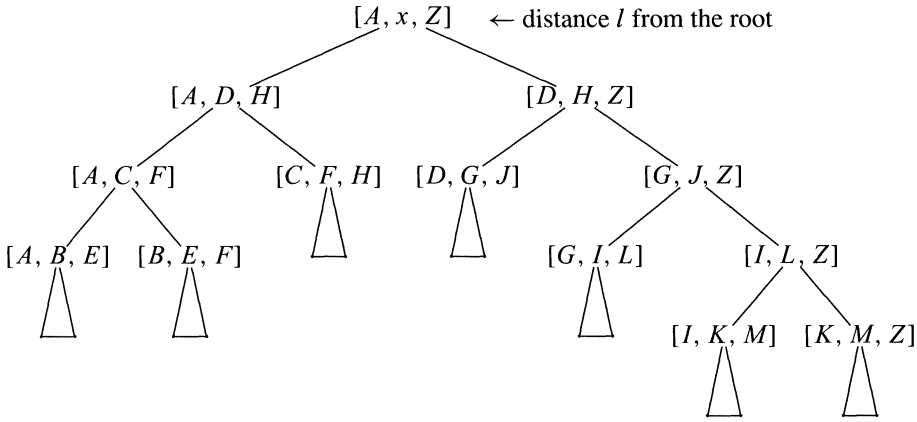 [A, x, Z] ← distance l from the root
[A, D, H] [D, H, Z]
[A, C, F] [C, F, H] [D, G, J] [G, J, Z]
[A, B, E] [B, E, F] [G, I, L] [I, L, Z]
[I, K, M] [K, M, Z]